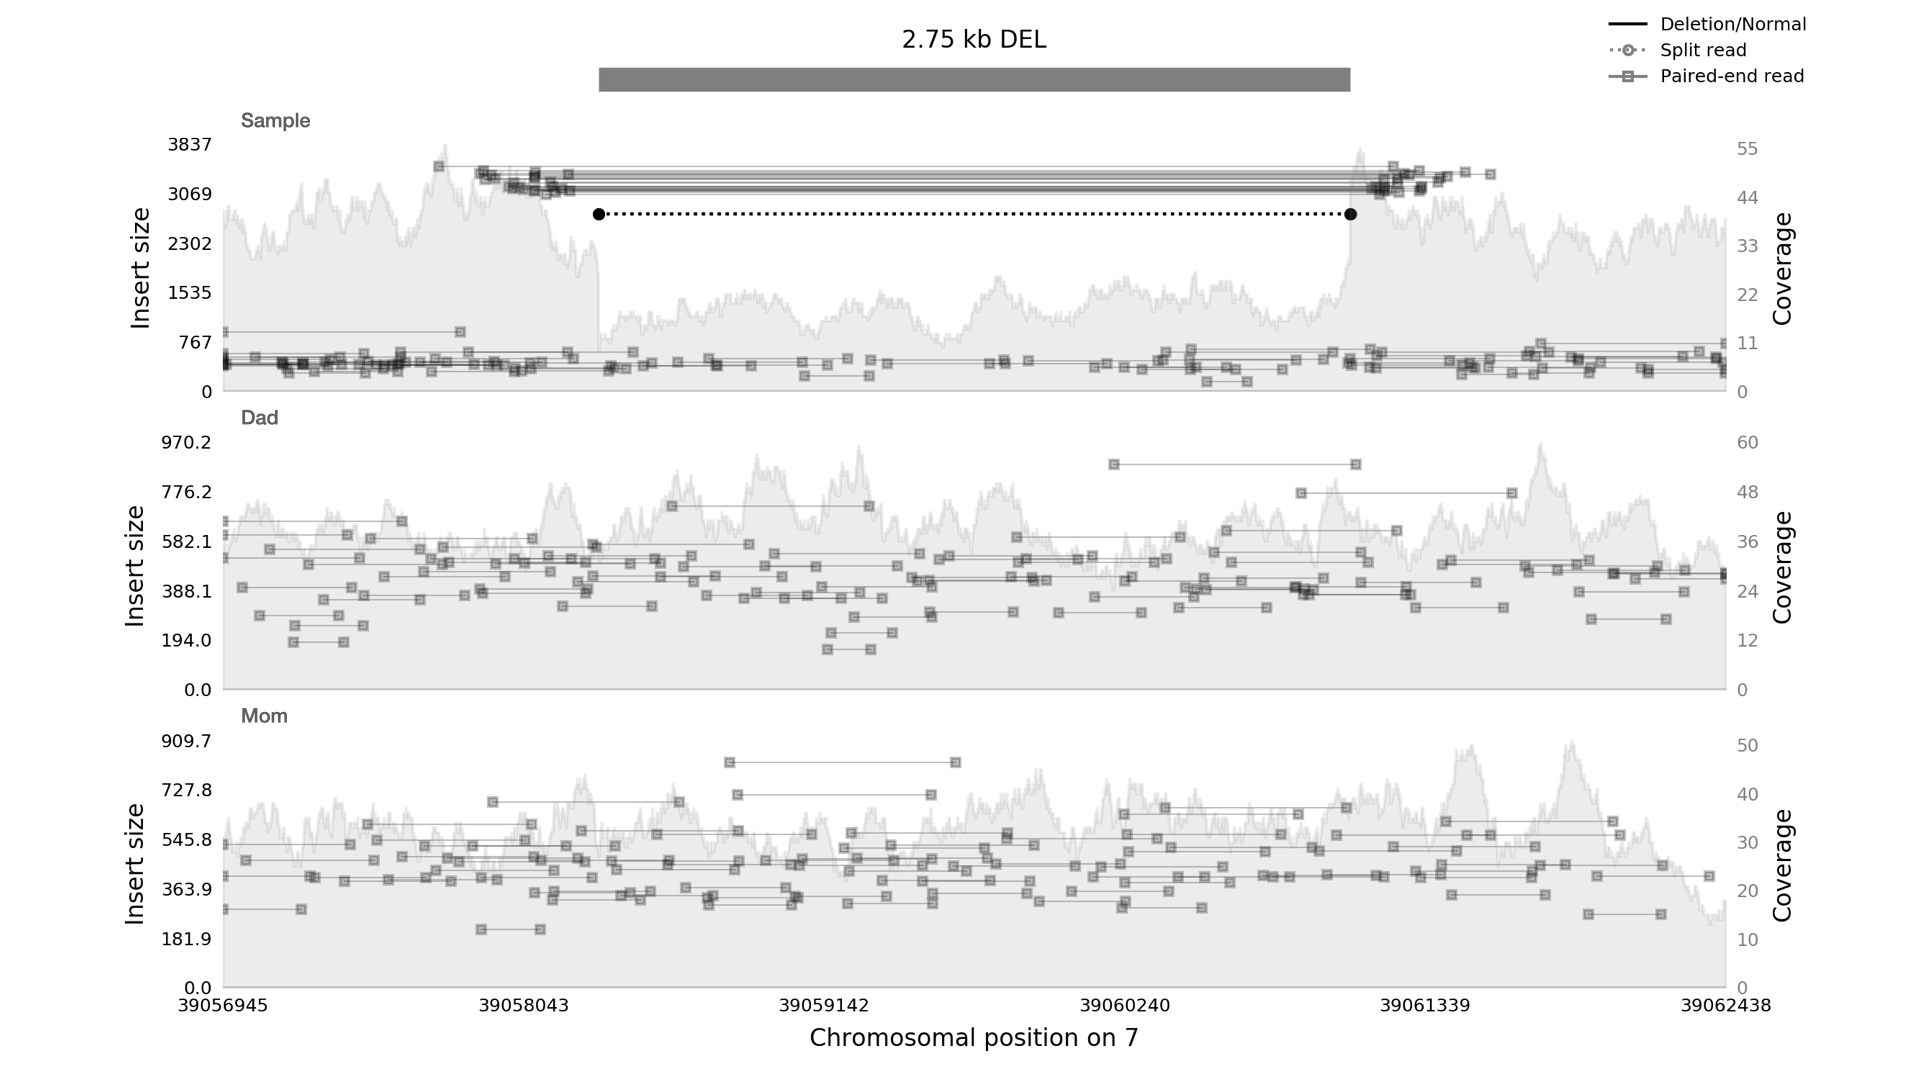 2.75 kb DEL
Deletion/Normal
Split read
Paired-end read
Sample
3837
3069
2302
1535
767
0
Insert size
55
44
33
22
11
0
Coverage
Dad
970.2
776.2
582.1
388.1
194.0
0.0
Insert size
60
48
36
24
12
0
Coverage
Mom
909.7
727.8
545.8
363.9
181.9
0.0
Insert size
50
40
30
20
10
0
Coverage
39056945 39058043 39059142 39060240 39061339 39062438
Chromosomal position on 7